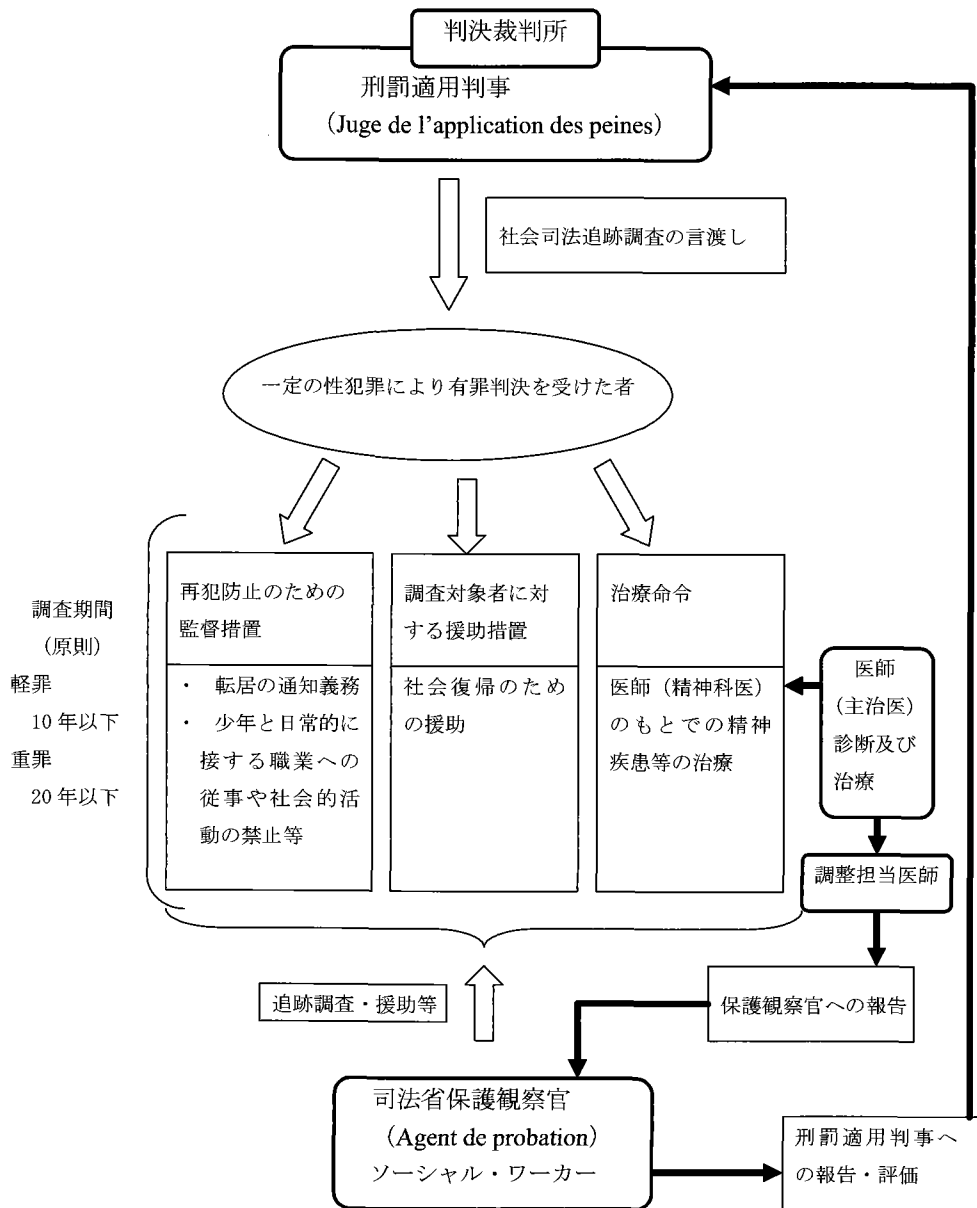 判決裁判所
刑罰適用判事
(Juge de l'application des peines)
社会司法追跡調査の言渡し
一定の性犯罪により有罪判決を受けた者
調査期間
(原則)
軽罪
10年以下
重罪
20年以下
再犯防止のための
監督措置
・ 転居の通知義務
・ 少年と日常的に
接する職業への
従事や社会的活
動の禁止等
調査対象者に対
する援助措置
社会復帰のため
の援助
治療命令
医師(精神科医)
のもとでの精神
疾患等の治療
医師
(主治医)
診断及び
治療
調整担当医師
保護観察官への報告
追跡調査・援助等
司法省保護観察官
(Agent de probation)
ソーシャル・ワーカー
刑罰適用判事へ
の報告・評価